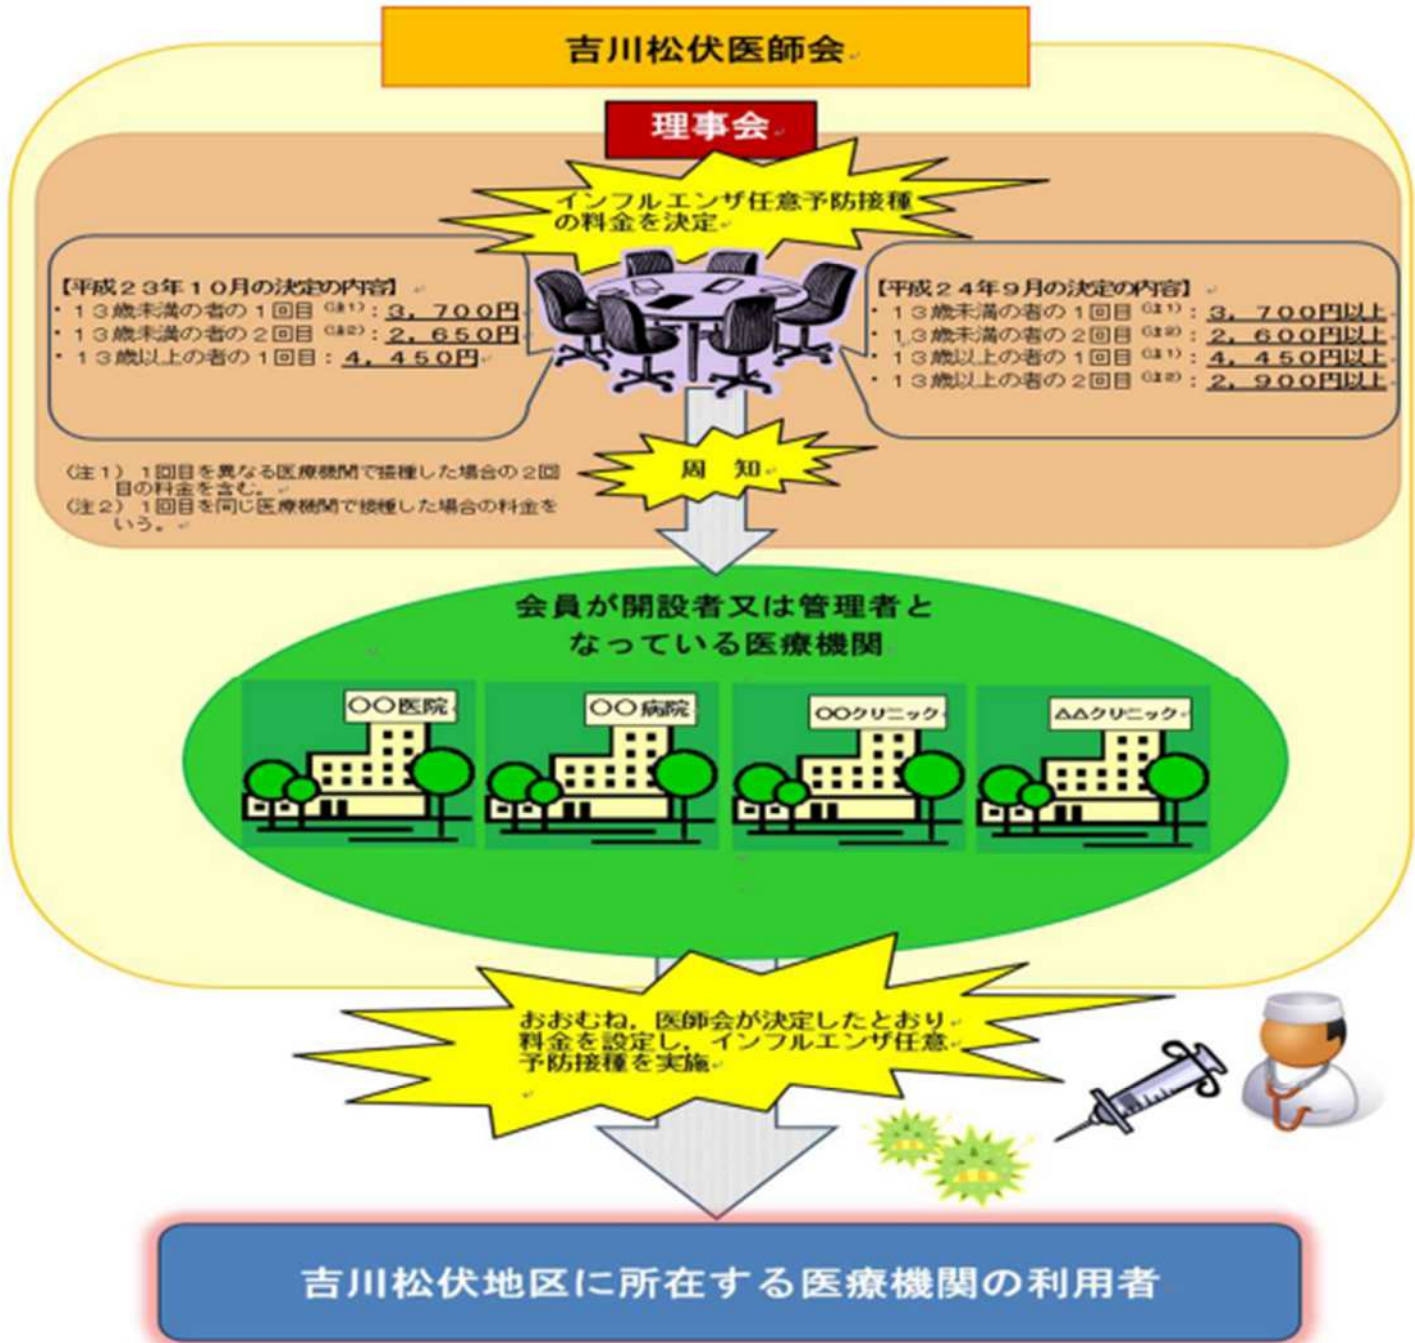 吉川松伏医師会
理事会
インフルエンザ任意予防接種
の料金を決定
【平成23年10月の決定の内容】
・13歳未満の者の1回目(注1):3,700円
・13歳未満の者の2回目(注2):2,650円
・13歳以上の者の1回目:4,450円
【平成24年9月の決定の内容】
・13歳未満の者の1回目(注1):3,700円以上
・13歳未満の者の2回目(注2):2,600円以上
・13歳以上の者の1回目(注1):4,450円以上
・13歳以上の者の2回目(注2):2,900円以上
(注1)1回目を異なる医療機関で接種した場合の2回
目の料金を含む。
(注2)1回目を同じ医療機関で接種した場合の料金を
いう。
周 知
会員が開設者又は管理者と
なっている医療機関
〇〇医院
〇〇病院
〇〇クリニック
△△クリニック
おおむね,医師会が決定したとおり
料金を設定し,インフルエンザ任意
予防接種を実施
吉川松伏地区に所在する医療機関の利用者